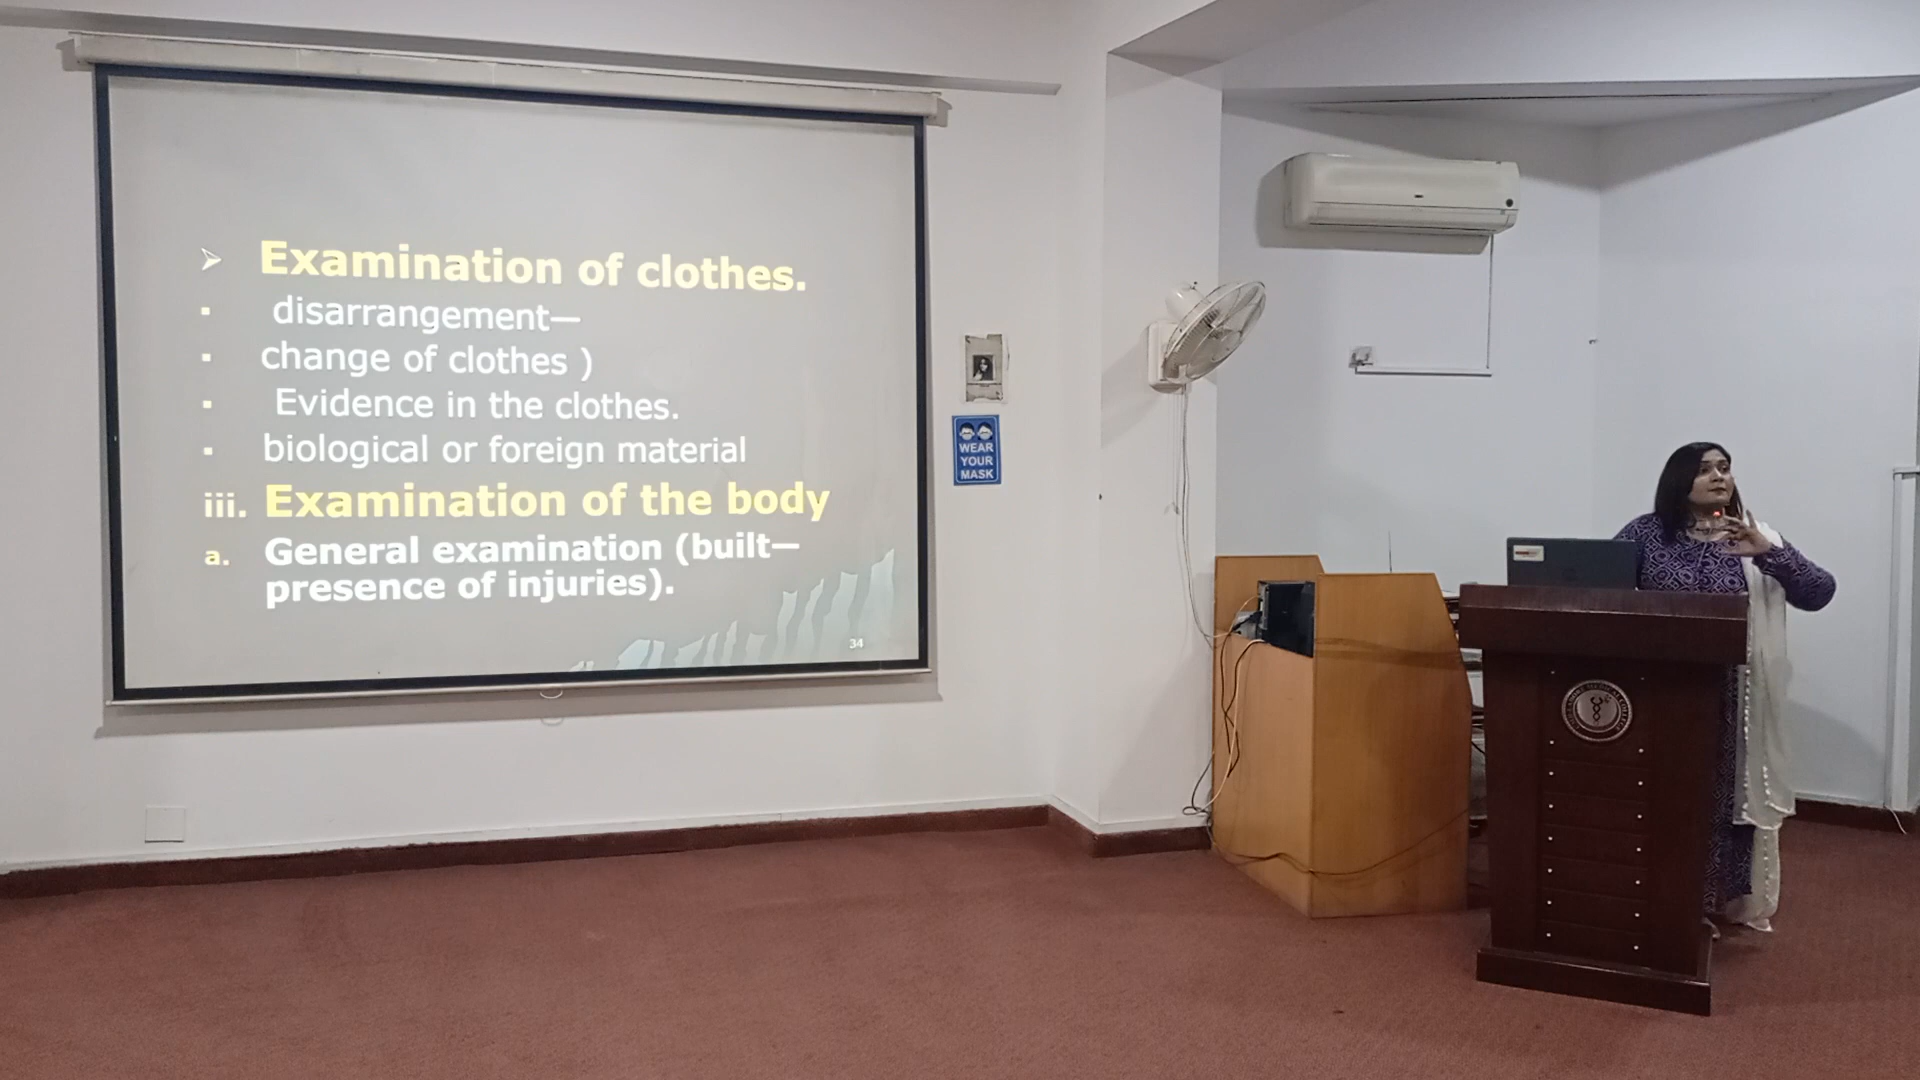 ➢ Examination of clothes.
▪ disarrangement—
▪ change of clothes )
▪ Evidence in the clothes.
▪ biological or foreign material
iii. Examination of the body
a. General examination (built—
presence of injuries).
34
WEAR
YOUR
MASK